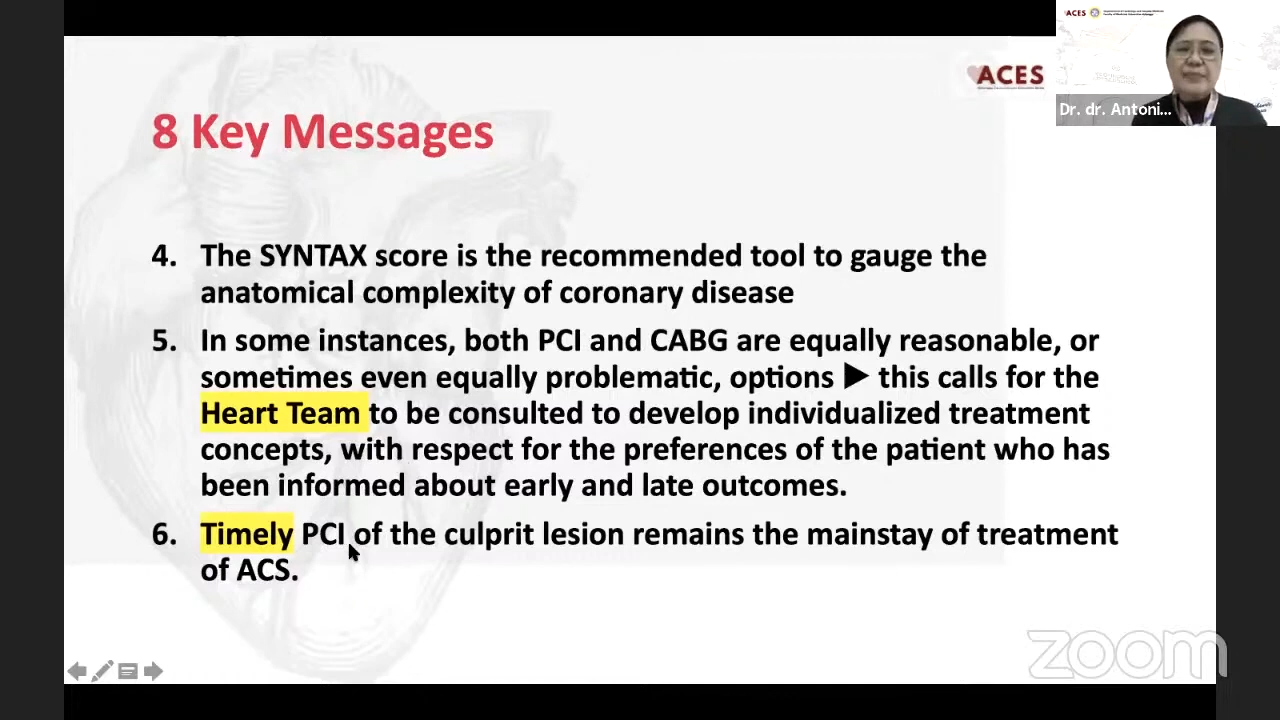 ACES
ACES
Dr. dr. Antoni...
8 Key Messages
4. The SYNTAX score is the recommended tool to gauge the
anatomical complexity of coronary disease
5. In some instances, both PCI and CABG are equally reasonable, or
sometimes even equally problematic, options ▶ this calls for the
Heart Team to be consulted to develop individualized treatment
concepts, with respect for the preferences of the patient who has
been informed about early and late outcomes.
6. Timely PCI of the culprit lesion remains the mainstay of treatment
of ACS.
zoom